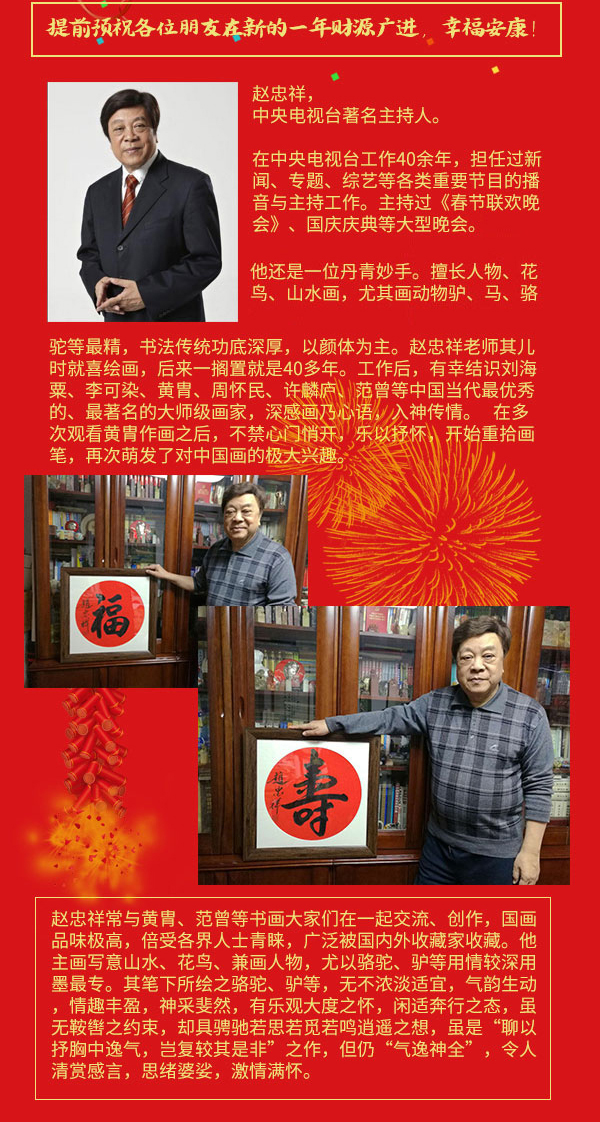 提前预祝各位朋友在新的一年财源广进，幸福安康！
赵忠祥，
中央电视台著名主持人。
在中央电视台工作40余年，担任过新
闻、专题、综艺等各类重要节目的播
音与主持工作。主持过《春节联欢晚
会》、国庆庆典等大型晚会。
他还是一位丹青妙手。擅长人物、花
鸟、山水画，尤其画动物驴、马、骆
驼等最精，书法传统功底深厚，以颜体为主。赵忠祥老师其儿
时就喜绘画，后来一搁置就是40多年。工作后，有幸结识刘海
粟、李可染、黄胄、周怀民、许麟庐、范曾等中国当代最优秀
的、最著名的大师级画家，深感画乃心语，入神传情。 在多
次观看黄胄作画之后，不禁心门悄开，乐以抒怀，开始重拾画
笔，再次萌发了对中国画的极大兴趣。
福
趙忠祥
寿
趙忠祥
赵忠祥常与黄胄、范曾等书画大家们在一起交流、创作，国画
品味极高，倍受各界人士青睐，广泛被国内外收藏家收藏。他
主画写意山水、花鸟、兼画人物，尤以骆驼、驴等用情较深用
墨最专。其笔下所绘之骆驼、驴等，无不浓淡适宜，气韵生动
，情趣丰盈，神采斐然，有乐观大度之怀，闲适奔行之态，虽
无鞍辔之约束，却具骋驰若思若觅若鸣逍遥之想，虽是“聊以
抒胸中逸气，岂复较其是非”之作，但仍“气逸神全”，令人
清赏感言，思绪婆娑，激情满怀。